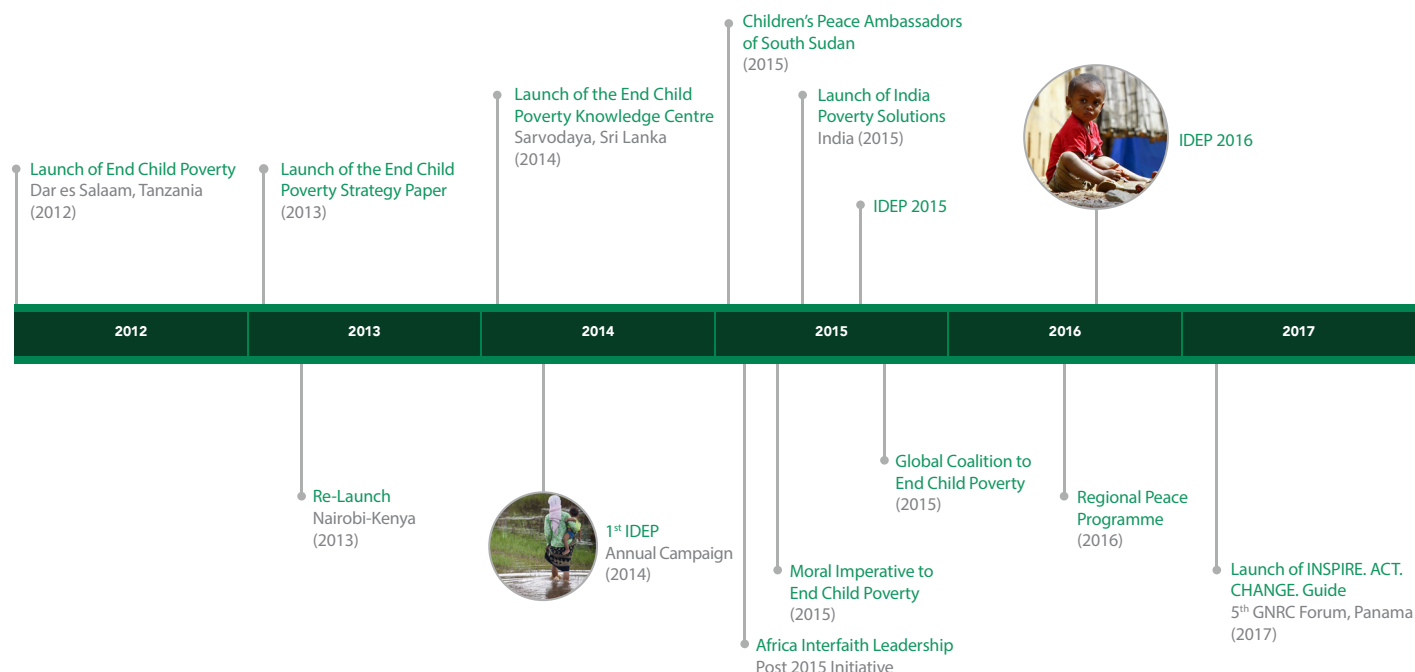 Children’s Peace Ambassadors
of South Sudan
(2015)
Launch of the End Child
Poverty Knowledge Centre
Sarvodaya, Sri Lanka
(2014)
Launch of India
Poverty Solutions
India (2015)
IDEP 2016
Launch of End Child Poverty
Dar es Salaam, Tanzania
(2012)
Launch of the End Child
Poverty Strategy Paper
(2013)
IDEP 2015
2012
2013
2014
2015
2016
2017
Re-Launch
Nairobi-Kenya
(2013)
1st IDEP
Annual Campaign
(2014)
Global Coalition to
End Child Poverty
(2015)
Regional Peace
Programme
(2016)
Moral Imperative to
End Child Poverty
(2015)
Launch of INSPIRE. ACT.
CHANGE. Guide
5th GNRC Forum, Panama
(2017)
Africa Interfaith Leadership
Post 2015 Initiative